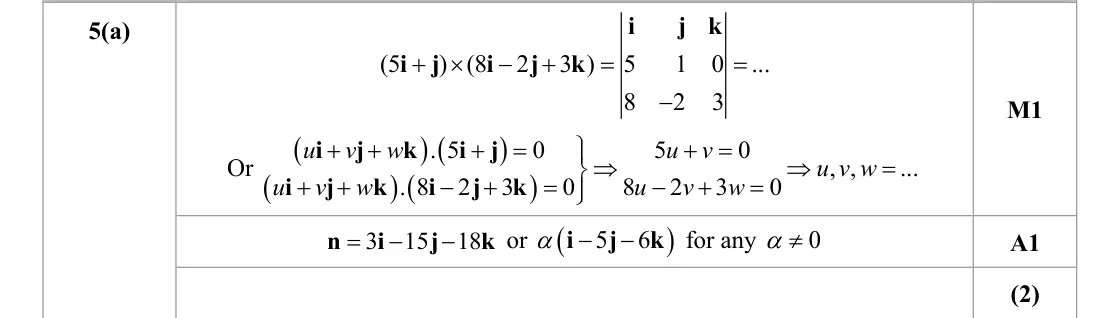 5(a)
(5i + j) × (8i − 2j + 3k) = |i j k; 5 1 0; 8 −2 3| = ...
M1
Or (ui + vj + wk).(5i + j) = 0
(ui + vj + wk).(8i − 2j + 3k) = 0} ⇒ 5u + v = 0
8u − 2v + 3w = 0 ⇒ u, v, w = ...
n = 3i − 15j − 18k or α(i − 5j − 6k) for any α ≠ 0
A1
(2)